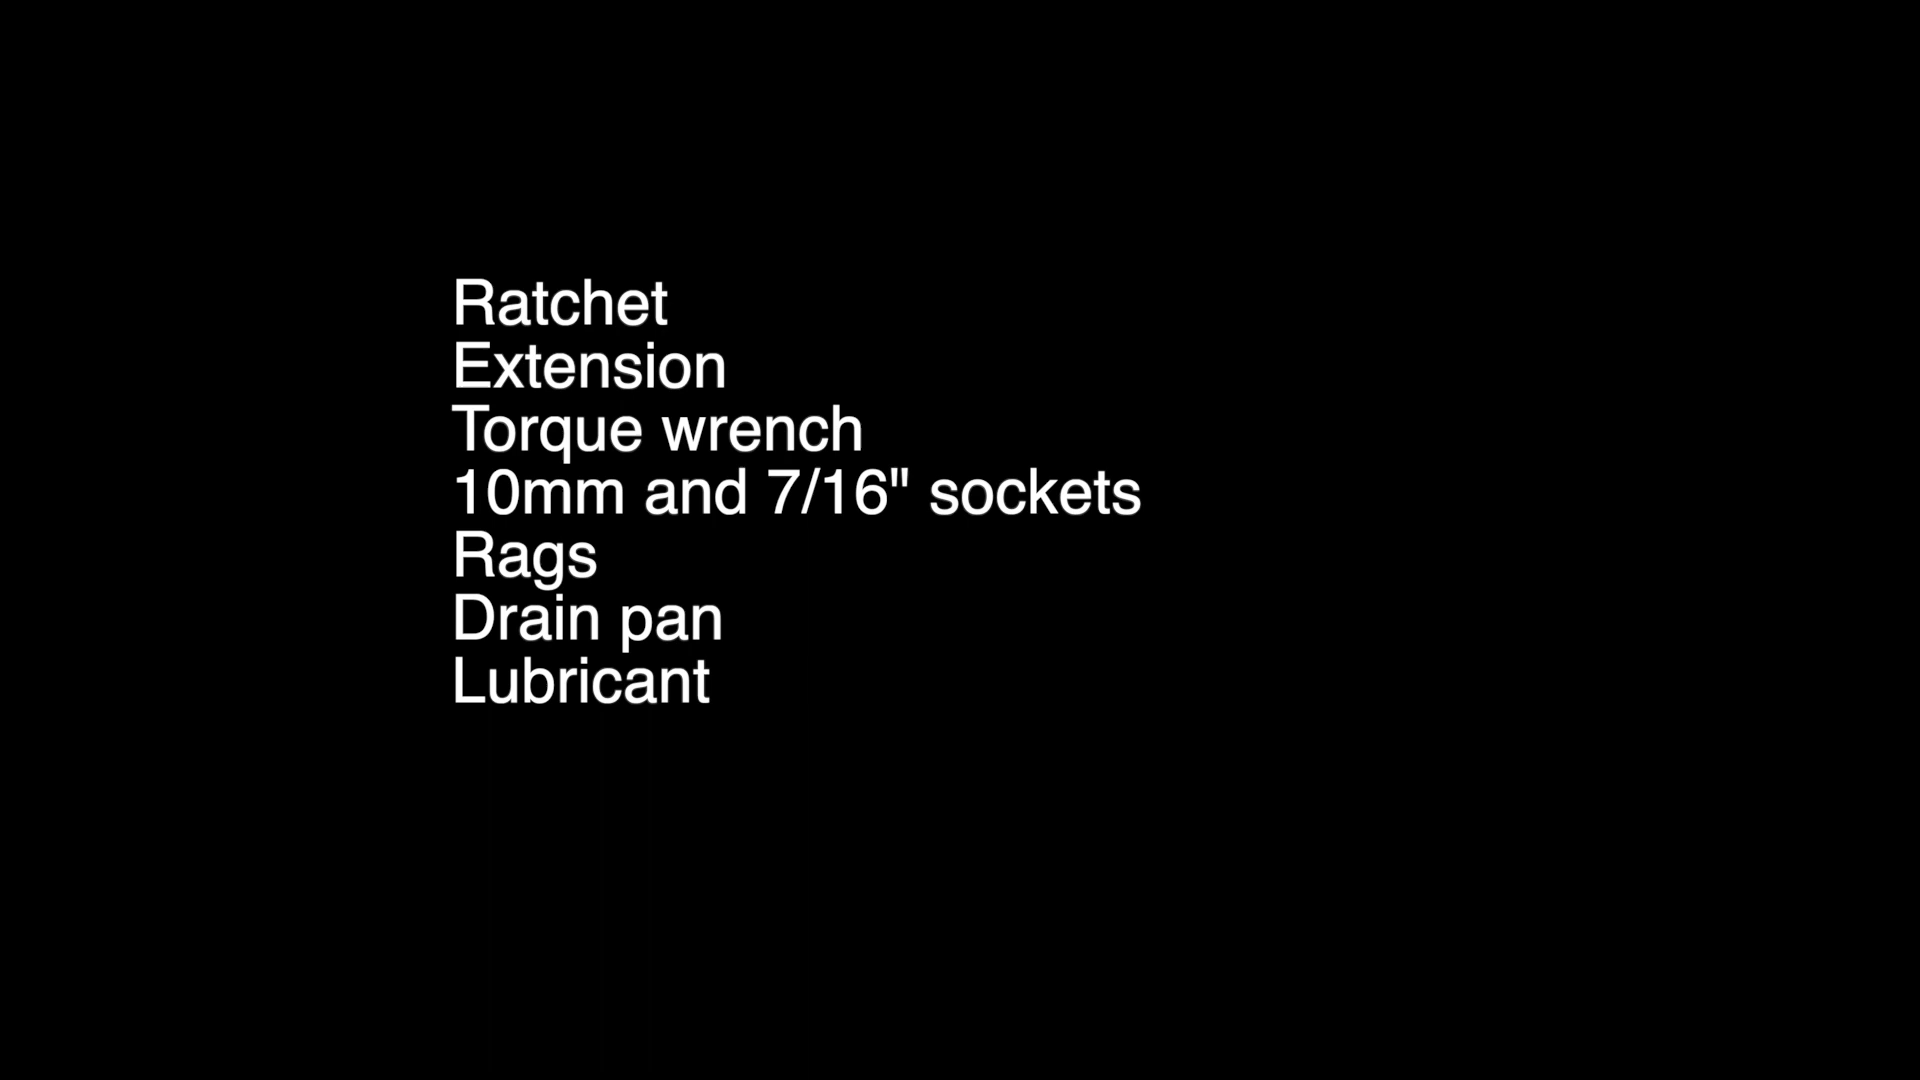 Ratchet
Extension
Torque wrench
10mm and 7/16" sockets
Rags
Drain pan
Lubricant